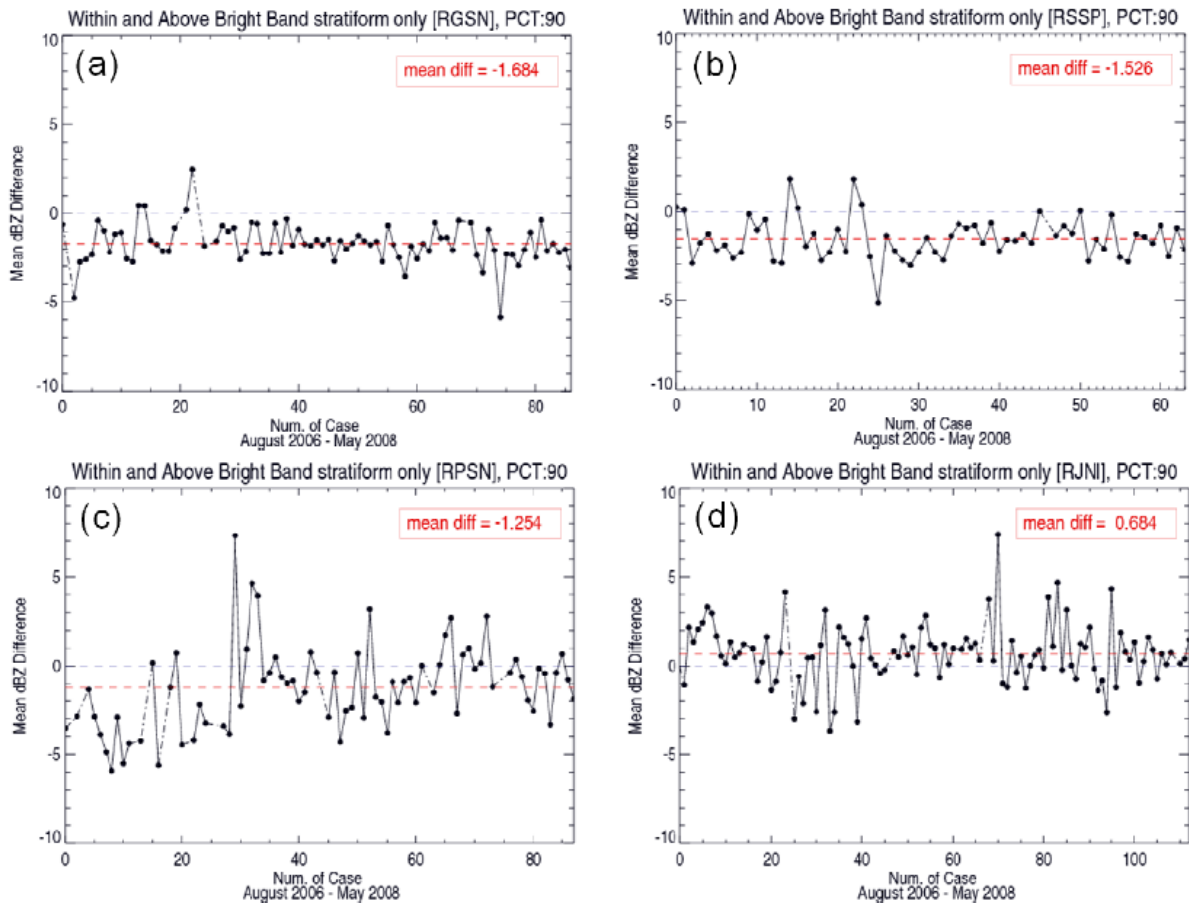 Within and Above Bright Band stratiform only [RGSN], PCT:90
(a)
mean diff = -1.684
10
5
0
-5
-10
Mean dBZ Difference
0 20 40 60 80
Num. of Case
August 2006 - May 2008
Within and Above Bright Band stratiform only [RSSP], PCT:90
(b)
mean diff = -1.526
10
5
0
-5
-10
Mean dBZ Difference
0 10 20 30 40 50 60
Num. of Case
August 2006 - May 2008
Within and Above Bright Band stratiform only [RPSN], PCT:90
(c)
mean diff = -1.254
10
5
0
-5
-10
Mean dBZ Difference
0 20 40 60 80
Num. of Case
August 2006 - May 2008
Within and Above Bright Band stratiform only [RJNI], PCT:90
(d)
mean diff = 0.684
10
5
0
-5
-10
Mean dBZ Difference
0 20 40 60 80 100
Num. of Case
August 2006 - May 2008